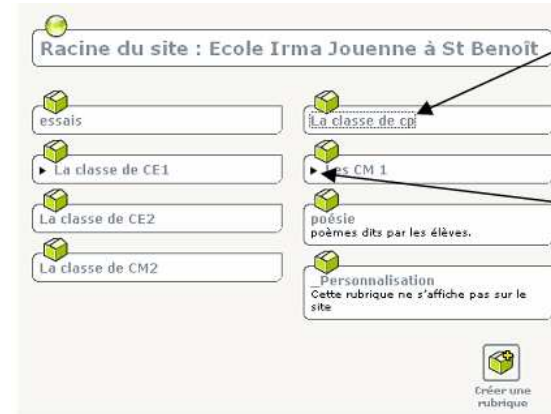 Racine du site : Ecole Irma Jouenne à St Benoît
essais
La classe de CE1
La classe de CE2
La classe de CM2
La classe de cp
Les CM 1
poésie
poèmes dits par les élèves.
_Personnalisation
Cette rubrique ne s'affiche pas sur le
site
Créer une
rubrique